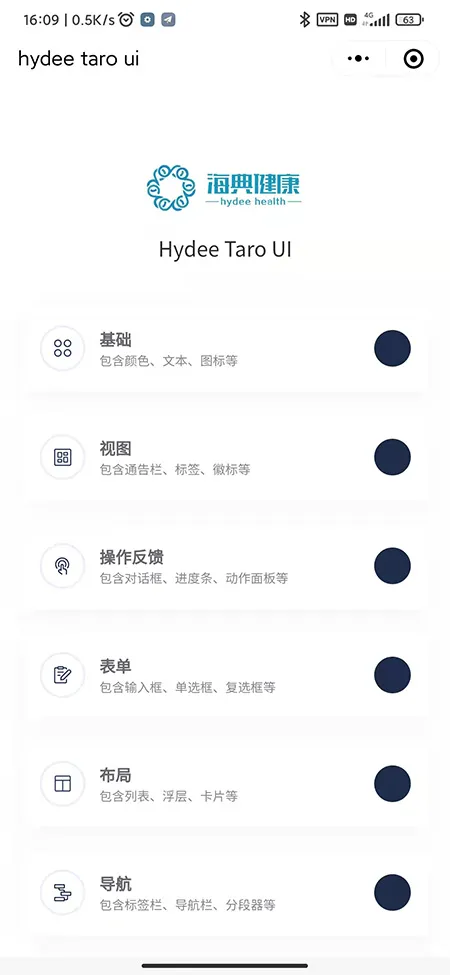 16:09 | 0.5K/s
VPN
HD
4G
63
hydee taro ui
海典健康
hydee health
Hydee Taro UI
基础
包含颜色、文本、图标等
视图
包含通告栏、标签、徽标等
操作反馈
包含对话框、进度条、动作面板等
表单
包含输入框、单选框、复选框等
布局
包含列表、浮层、卡片等
导航
包含标签栏、导航栏、分段器等